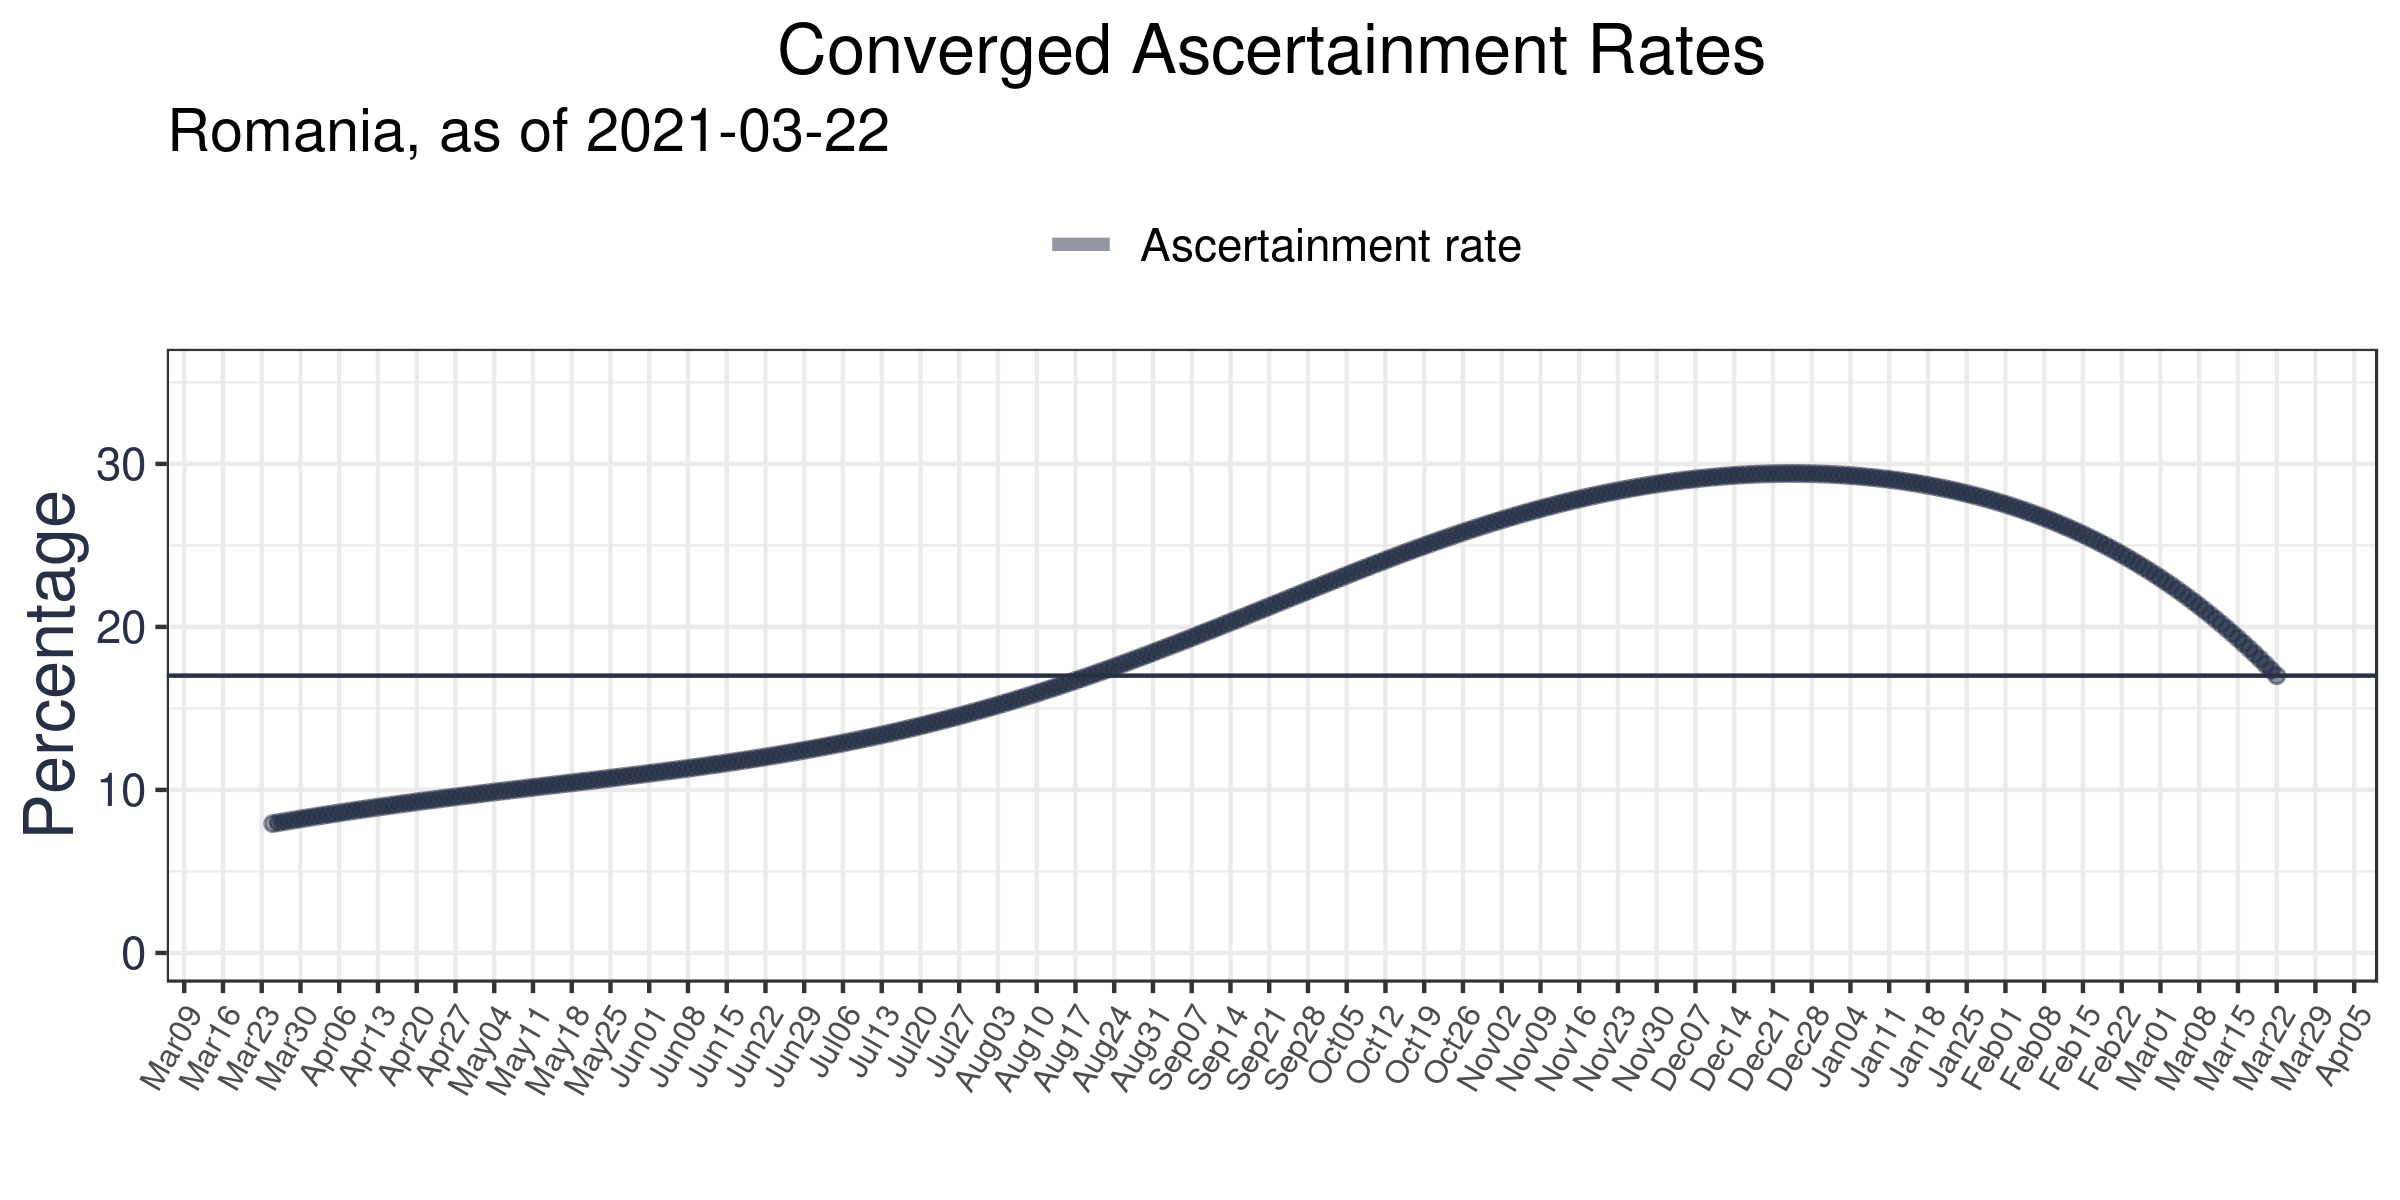 Converged Ascertainment Rates
Romania, as of 2021-03-22
Ascertainment rate
Percentage
30
20
10
0
Mar09 Mar16 Mar23 Mar30 Apr06 Apr13 Apr20 Apr27 May04 May11 May18 May25 Jun01 Jun08 Jun15 Jun22 Jun29 Jul06 Jul13 Jul20 Jul27 Aug03 Aug10 Aug17 Aug24 Aug31 Sep07 Sep14 Sep21 Sep28 Oct05 Oct12 Oct19 Oct26 Nov02 Nov09 Nov16 Nov23 Nov30 Dec07 Dec14 Dec21 Dec28 Jan04 Jan11 Jan18 Jan25 Feb01 Feb08 Feb15 Feb22 Mar01 Mar08 Mar15 Mar22 Mar29 Apr05